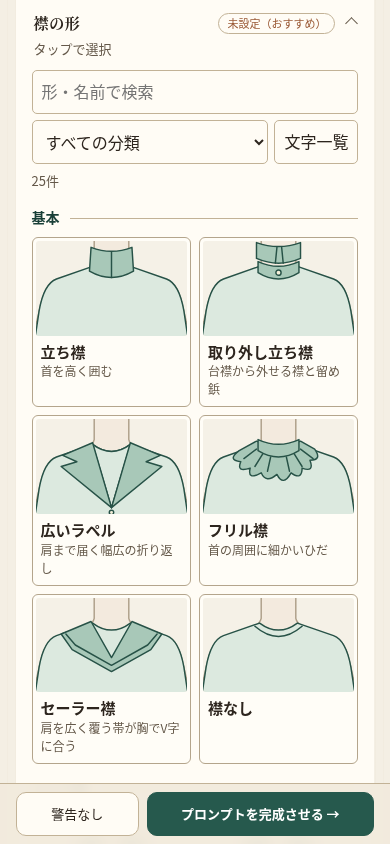 襟の形
未設定（おすすめ）
タップで選択
形・名前で検索
すべての分類
文字一覧
25件
基本
立ち襟
首を高く囲む
取り外し立ち襟
台襟から外せる襟と留め
鋲
広いラペル
肩まで届く幅広の折り返
し
フリル襟
首の周囲に細かいひだ
セーラー襟
肩を広く覆う帯が胸でV字
に合う
襟なし
警告なし
プロンプトを完成させる →